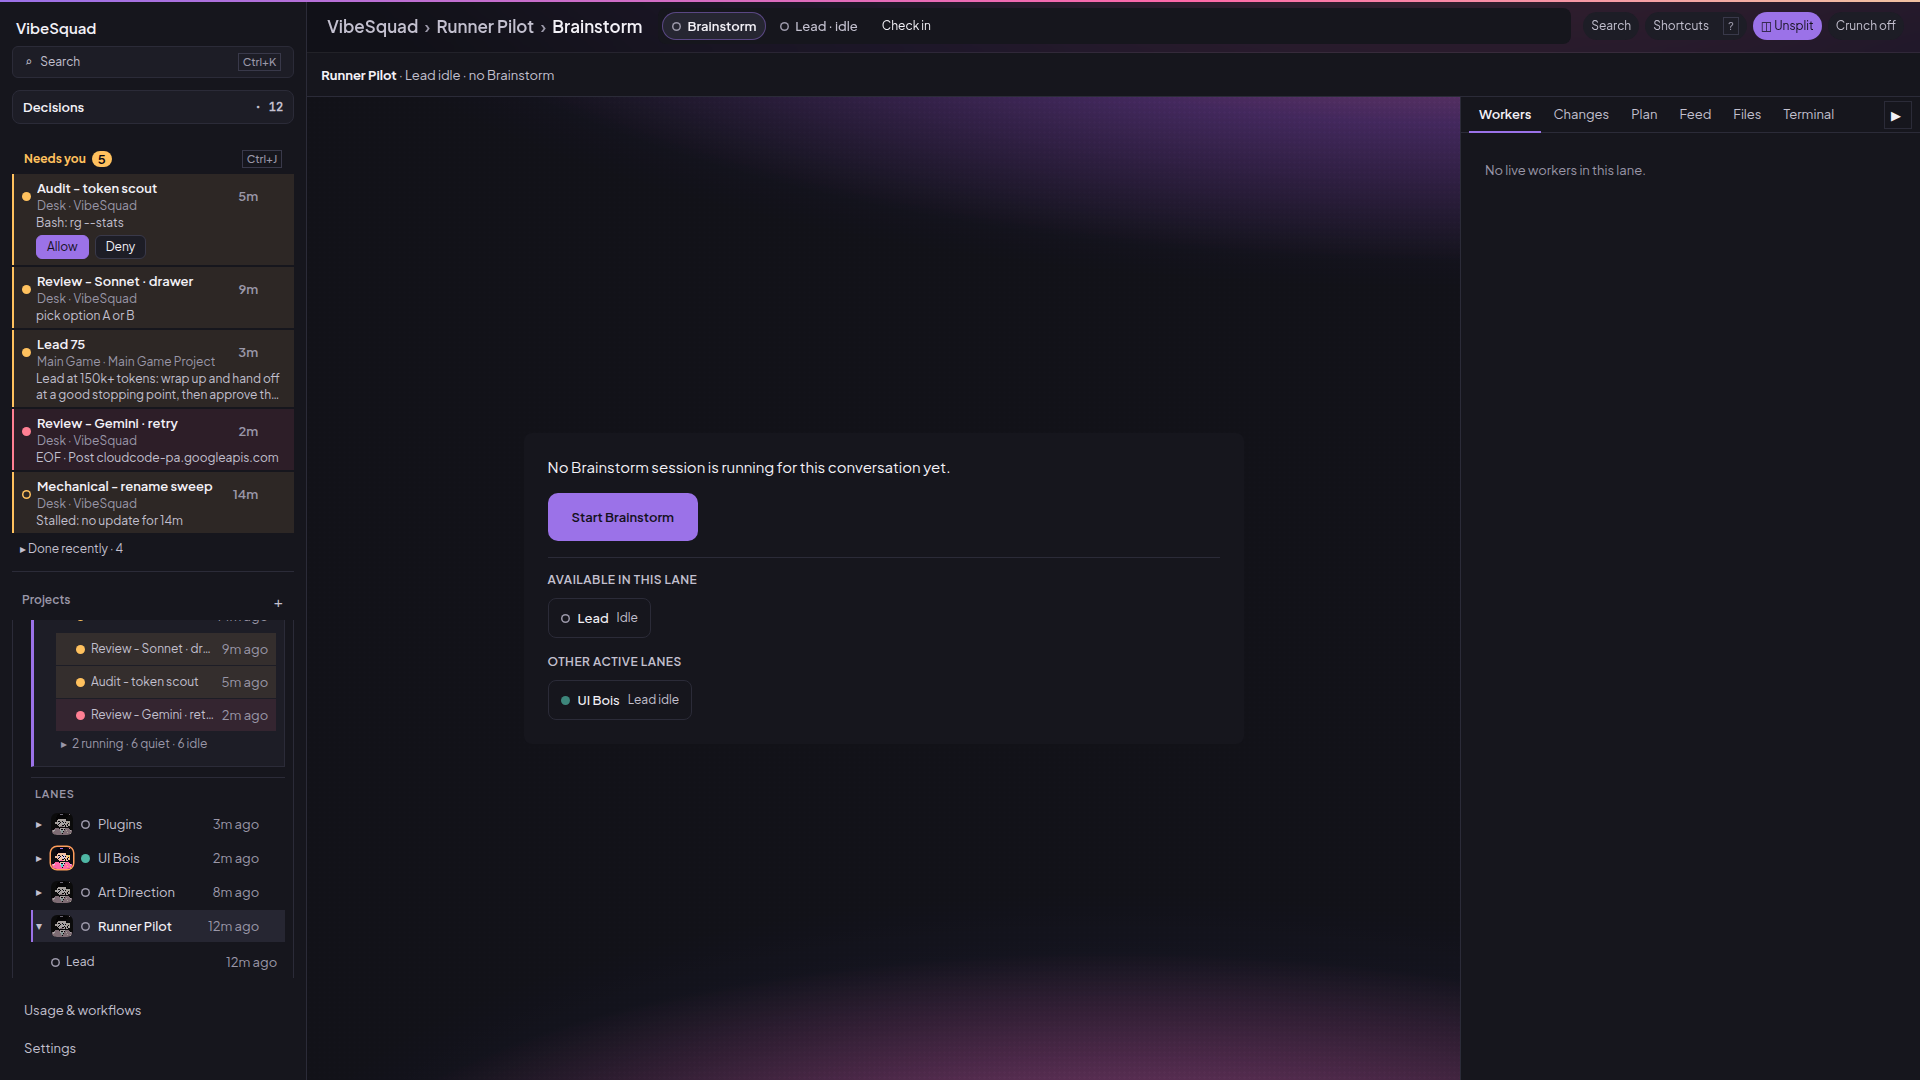 VibeSquad
Search Ctrl+K
Decisions · 12
Needs you 5 Ctrl+J
Audit – token scout 5m
Desk · VibeSquad
Bash: rg --stats
Allow Deny
Review – Sonnet · drawer 9m
Desk · VibeSquad
pick option A or B
Lead 75 3m
Main Game · Main Game Project
Lead at 150k+ tokens: wrap up and hand off
at a good stopping point, then approve th…
Review – Gemini · retry 2m
Desk · VibeSquad
EOF · Post cloudcode-pa.googleapis.com
Mechanical – rename sweep 14m
Desk · VibeSquad
Stalled: no update for 14m
▸ Done recently · 4
Projects +
Review – Sonnet · dr… 9m ago
Audit – token scout 5m ago
Review – Gemini · ret… 2m ago
▸ 2 running · 6 quiet · 6 idle
LANES
▸ Plugins 3m ago
▸ UI Bois 2m ago
▸ Art Direction 8m ago
▾ Runner Pilot 12m ago
Lead 12m ago
Usage & workflows
Settings
VibeSquad › Runner Pilot › Brainstorm Brainstorm Lead · idle Check in Search Shortcuts ? Unsplit Crunch off
Runner Pilot · Lead idle · no Brainstorm
No Brainstorm session is running for this conversation yet.
Start Brainstorm
AVAILABLE IN THIS LANE
Lead Idle
OTHER ACTIVE LANES
UI Bois Lead idle
Workers Changes Plan Feed Files Terminal ▶
No live workers in this lane.